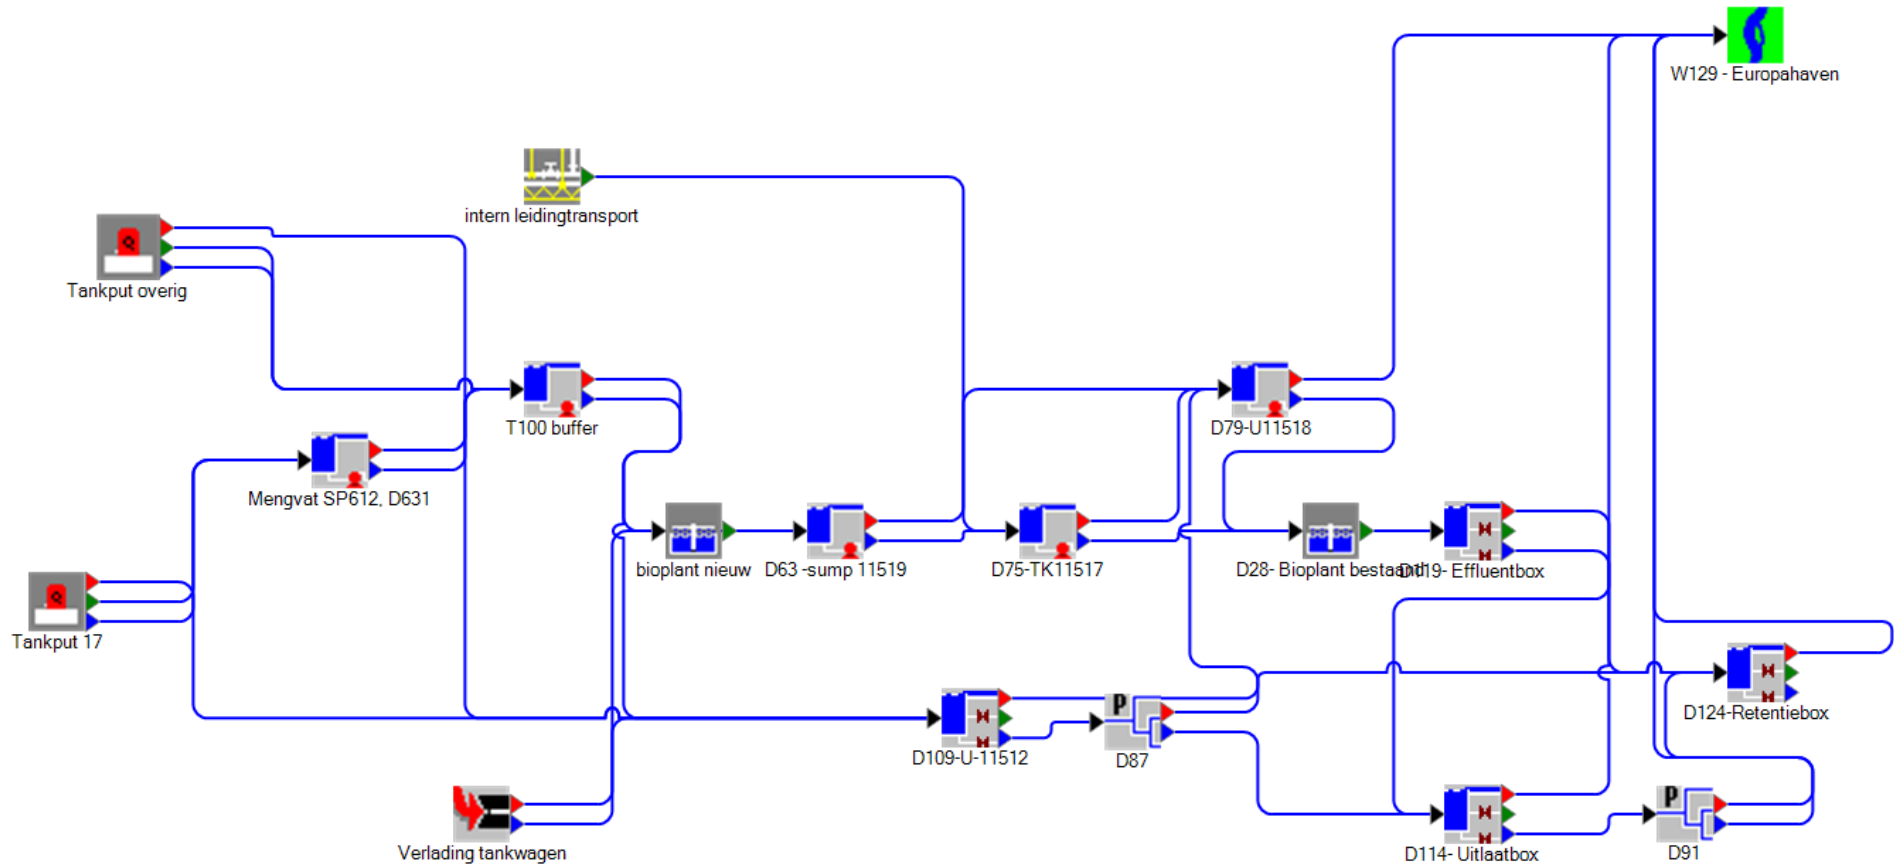 W129 - Europahaven
intern leidingtransport
Tankput overig
T100 buffer
D79-U11518
Mengvat SP612, D631
bioplant nieuw
D63 -sump 11519
D75-TK11517
D28- Bioplant bestaand
D119- Effluentbox
Tankput 17
D124-Retentiebox
P
D109-U-11512
D87
P
Verlading tankwagen
D114- Uitlaatbox
D91